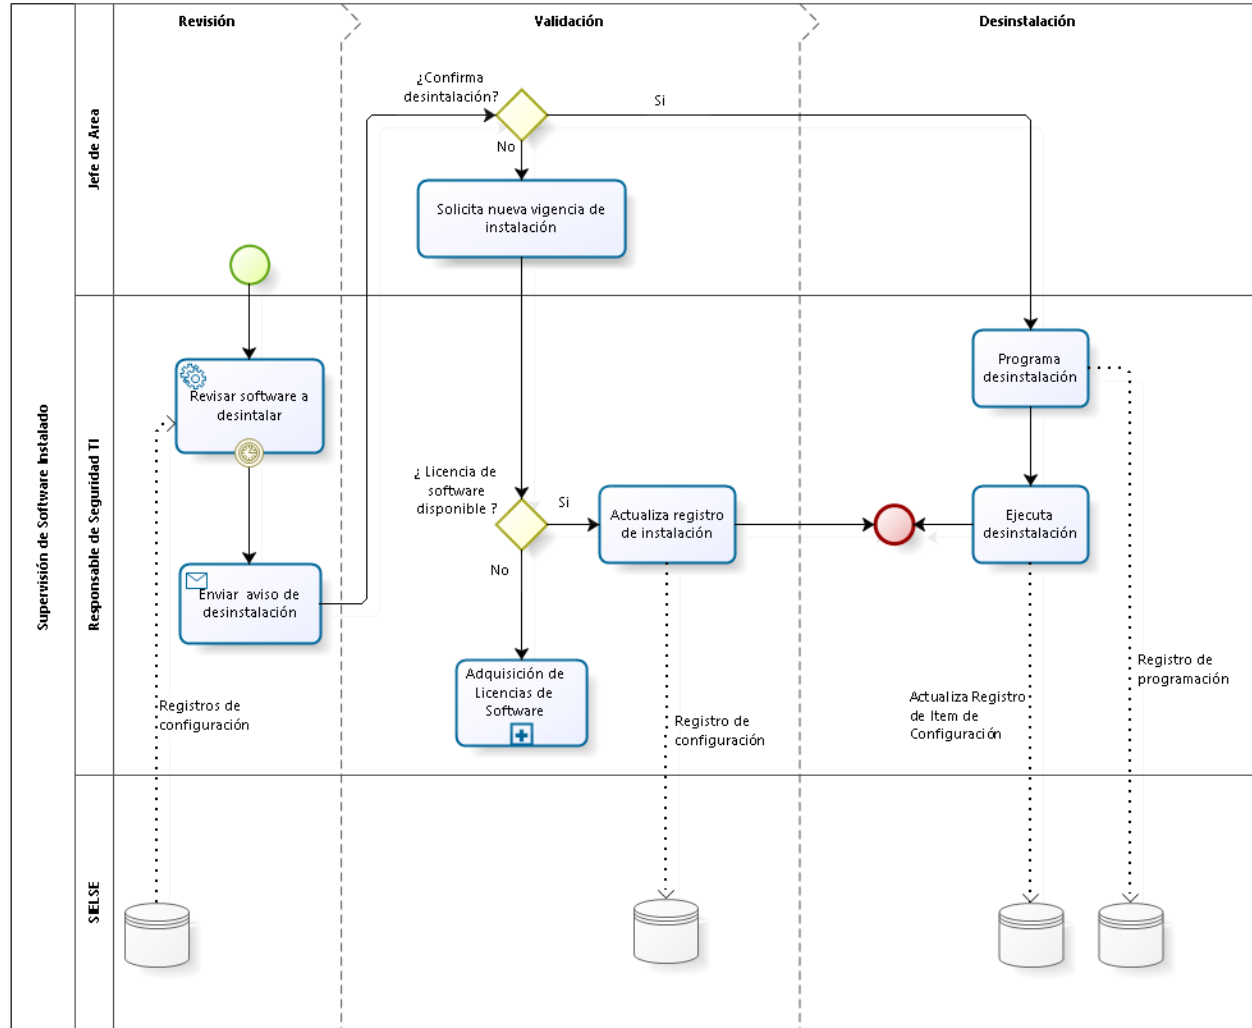 Revisión
Validación
Desinstalación
Supervisión de Software Instalado
Jefe de Area
¿Confirma
desintalación?
Si
No
Solicita nueva vigencia de
instalación
Responsable de Seguridad TI
Revisar software a
desintalar
Enviar aviso de
desinstalación
Registros de
configuración
¿ Licencia de
software
disponible ?
Si
No
Actualiza registro
de instalación
Adquisición de
Licencias de
Software
Registro de
configuración
Programa
desinstalación
Ejecuta
desinstalación
Actualiza Registro
de Item de
Configuración
Registro de
programación
SIELSE